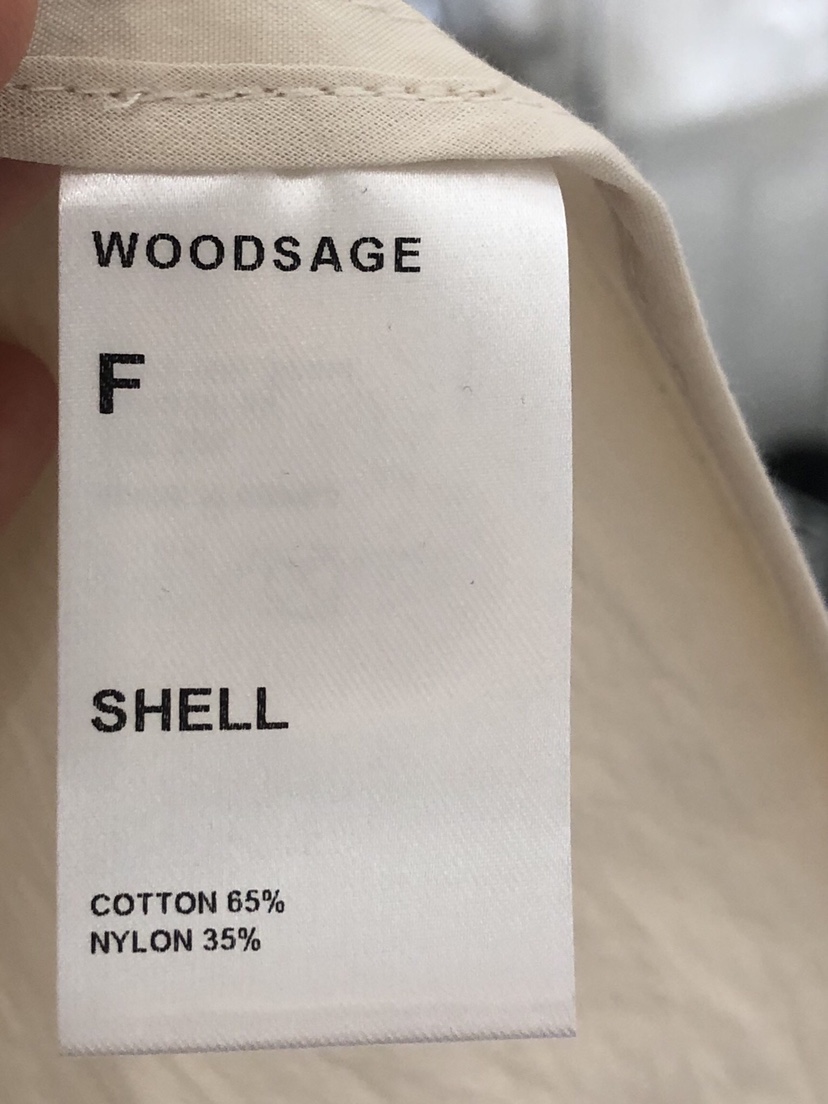 WOODSAGE
F
SHELL
COTTON 65%
NYLON 35%